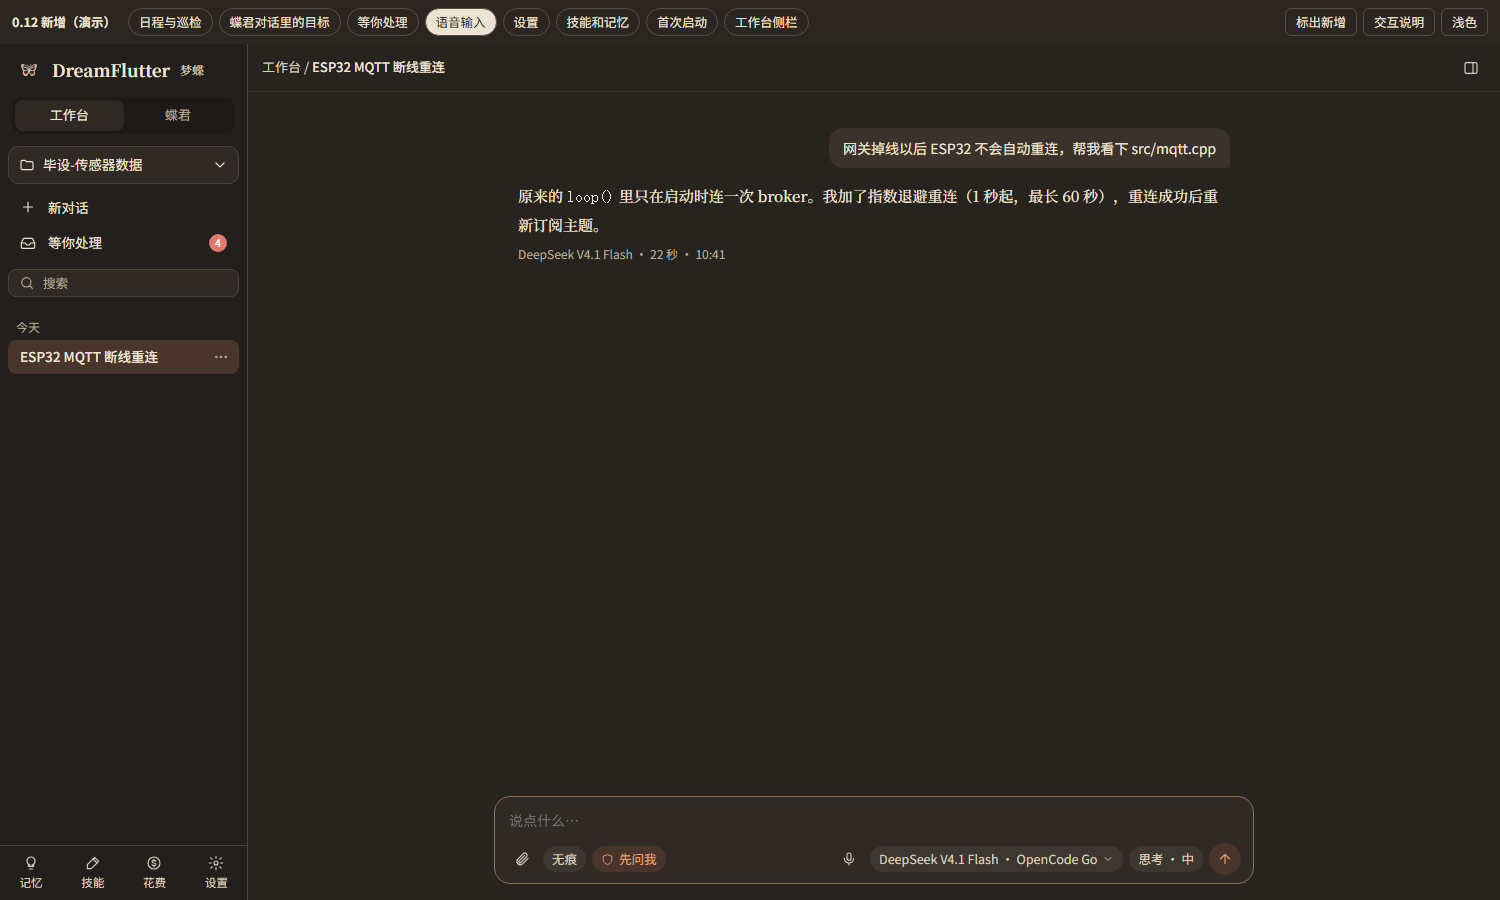 0.12 新增（演示） 日程与巡检 蝶君对话里的目标 等你处理 语音输入 设置 技能和记忆 首次启动 工作台侧栏 标出新增 交互说明 浅色
DreamFlutter 梦蝶
工作台 蝶君
毕设-传感器数据
新对话
等你处理 4
搜索
今天
ESP32 MQTT 断线重连 ···
记忆 技能 花费 设置
工作台 / ESP32 MQTT 断线重连
网关掉线以后 ESP32 不会自动重连，帮我看下 src/mqtt.cpp
原来的 loop() 里只在启动时连一次 broker。我加了指数退避重连（1 秒起，最长 60 秒），重连成功后重
新订阅主题。
DeepSeek V4.1 Flash · 22 秒 · 10:41
说点什么…
无痕 先问我 DeepSeek V4.1 Flash · OpenCode Go 思考 · 中